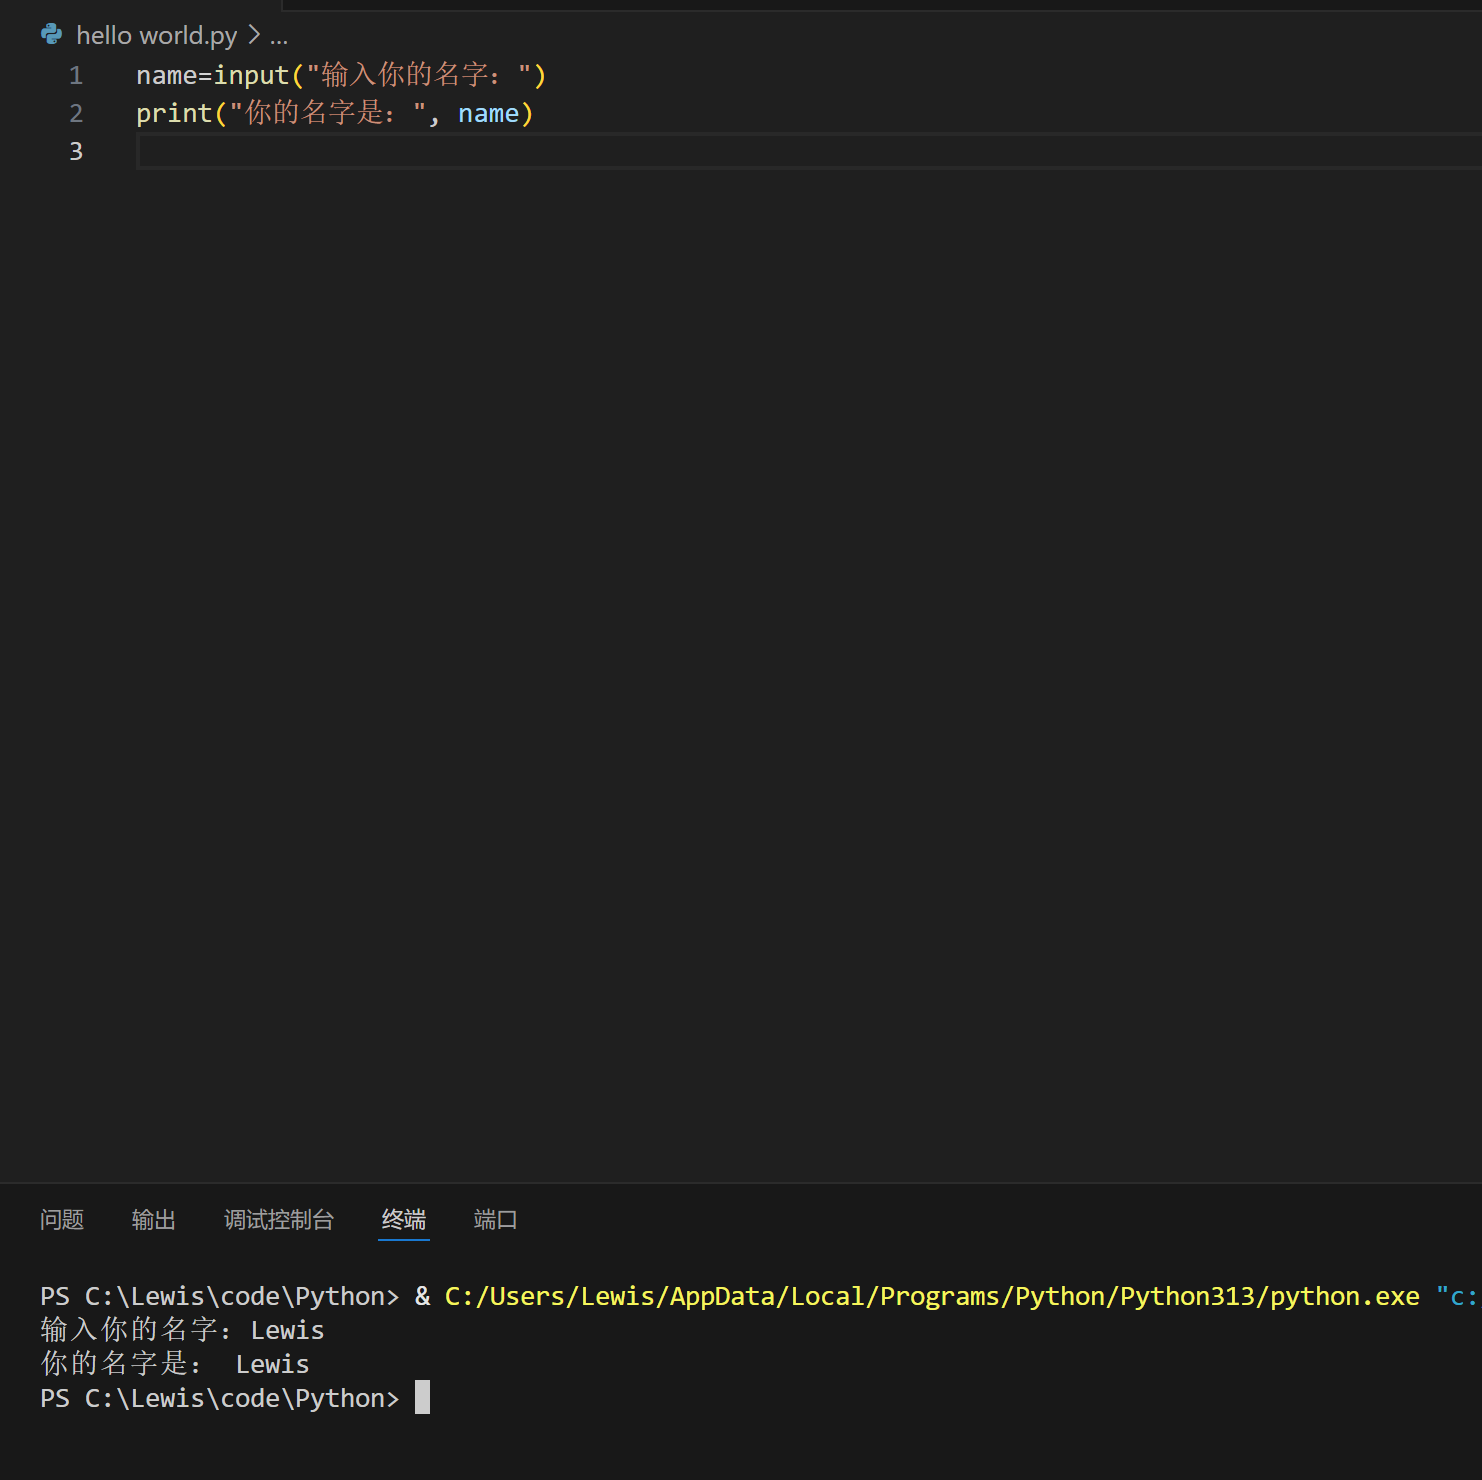 hello world.py > ...
1 name=input("输入你的名字：")
2 print("你的名字是：", name)
3
问题 输出 调试控制台 终端 端口
PS C:\Lewis\code\Python> & C:/Users/Lewis/AppData/Local/Programs/Python/Python313/python.exe "c:
输入你的名字：Lewis
你的名字是： Lewis
PS C:\Lewis\code\Python>